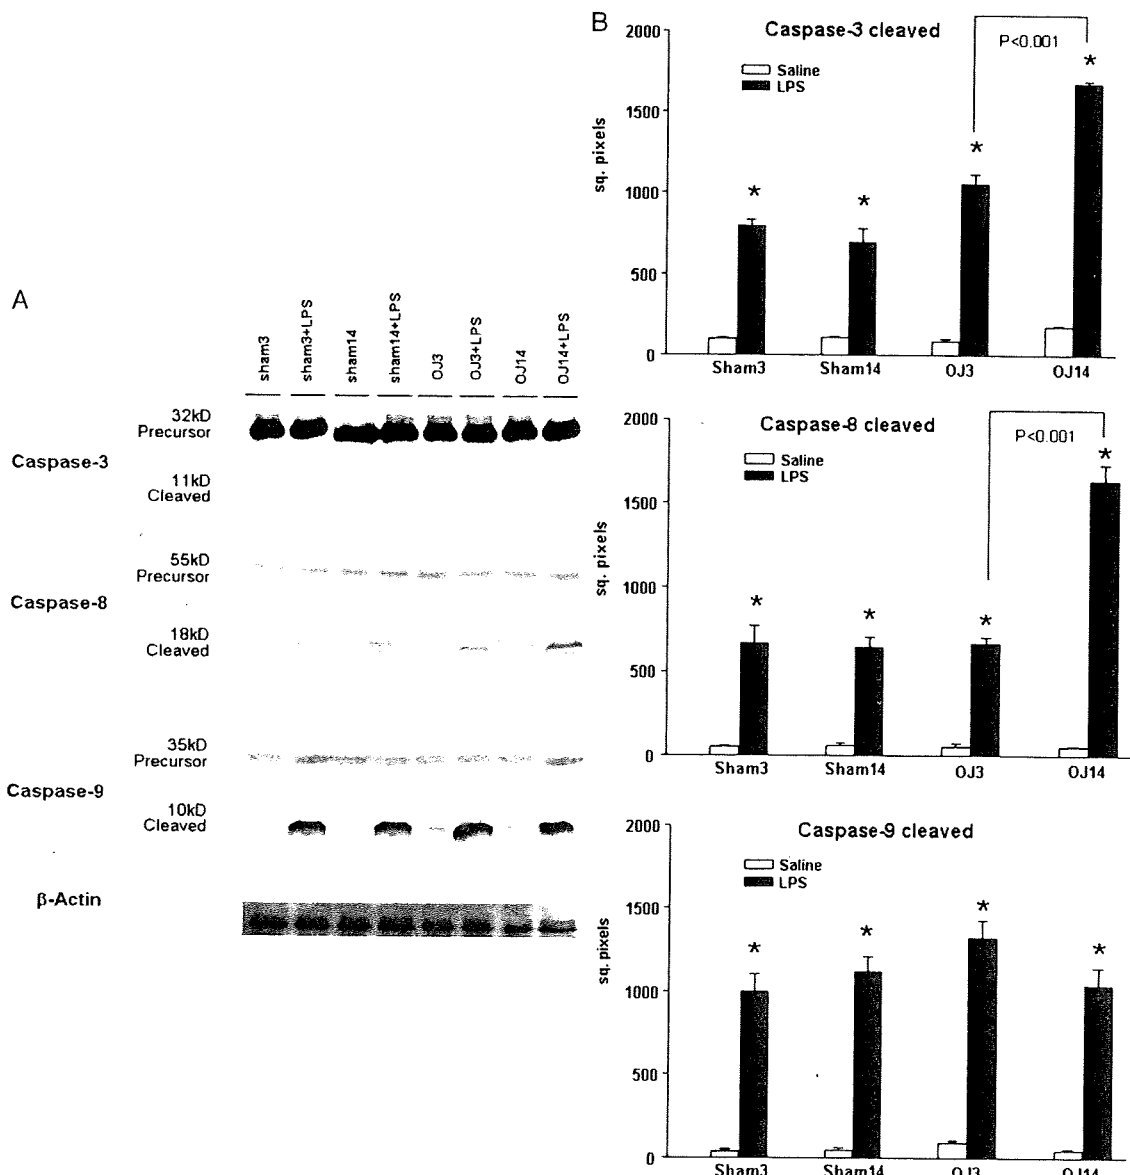 A
sham3
sham3+LPS
sham14
sham14+LPS
OJ3
OJ3+LPS
OJ14
OJ14+LPS
32kD
Precursor
Caspase-3
11kD
Cleaved
55kD
Precursor
Caspase-8
18kD
Cleaved
35kD
Precursor
Caspase-9
10kD
Cleaved
β-Actin
B
Caspase-3 cleaved
P<0.001
Saline
LPS
sq. pixels
2000
1500
1000
500
0
*
*
*
*
Sham3
Sham14
OJ3
OJ14
Caspase-8 cleaved
P<0.001
Saline
LPS
sq. pixels
2000
1500
1000
500
0
*
*
*
*
Sham3
Sham14
OJ3
OJ14
Caspase-9 cleaved
Saline
LPS
sq. pixels
2000
1500
1000
500
0
*
*
*
*
Sham3
Sham14
OJ3
OJ14